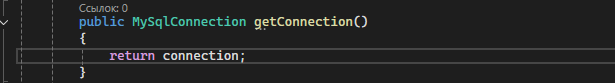 Ссылок: 0
public MySqlConnection getConnection()
{
return connection;
}